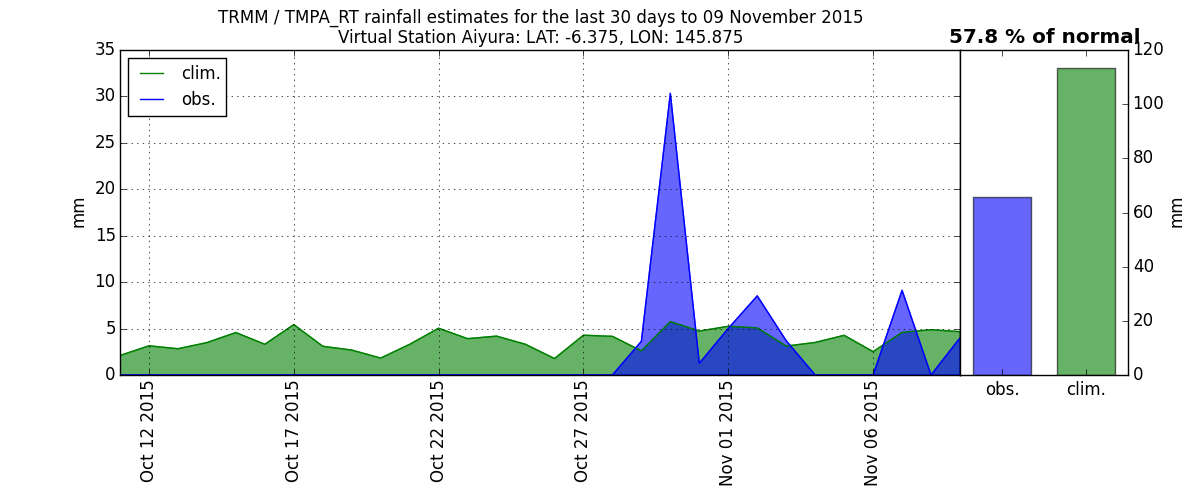 TRMM / TMPA_RT rainfall estimates for the last 30 days to 09 November 2015
Virtual Station Aiyura: LAT: -6.375, LON: 145.875
57.8 % of normal
clim.
obs.
35
30
25
20
15
10
5
0
mm
Oct 12 2015
Oct 17 2015
Oct 22 2015
Oct 27 2015
Nov 01 2015
Nov 06 2015
120
100
80
60
40
20
0
mm
obs.
clim.